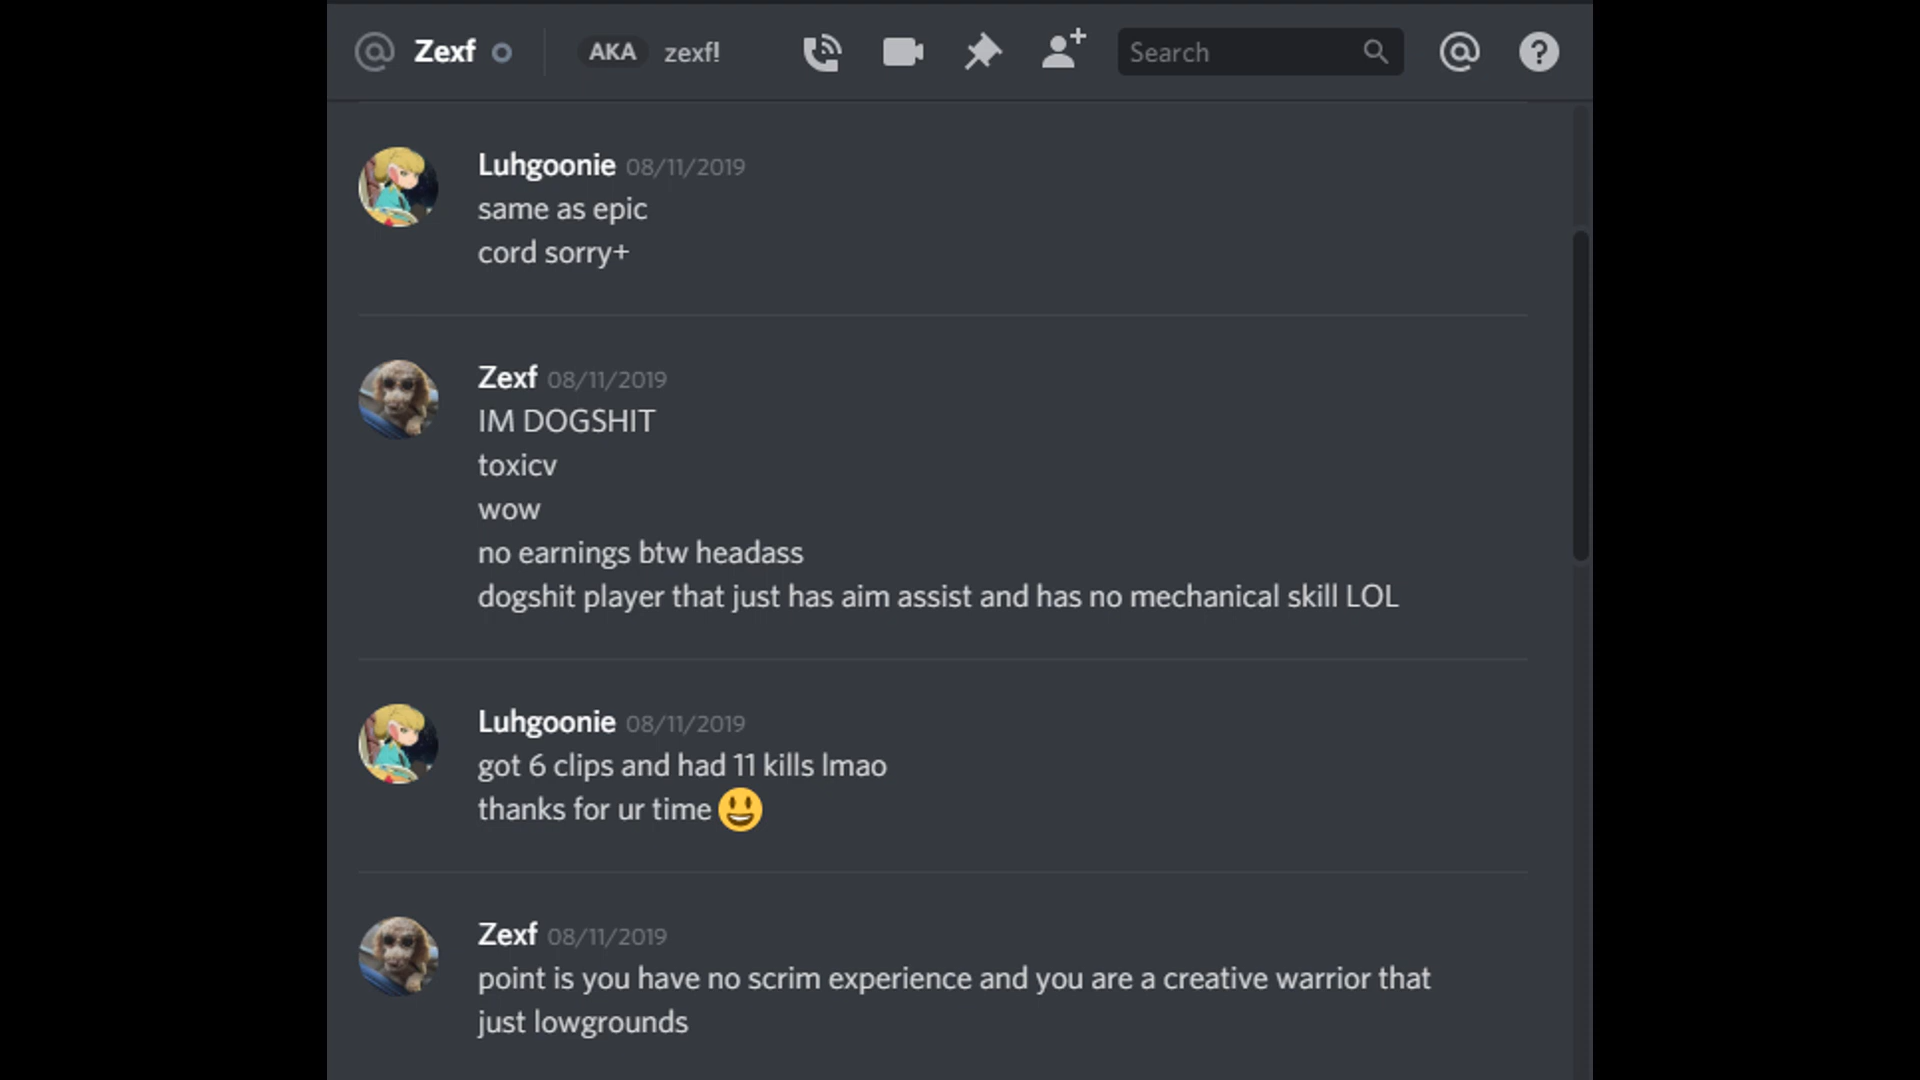 @ Zexf AKA zexf! Search @ ?
Luhgoonie 08/11/2019
same as epic
cord sorry+
Zexf 08/11/2019
IM DOGSHIT
toxicv
wow
no earnings btw headass
dogshit player that just has aim assist and has no mechanical skill LOL
Luhgoonie 08/11/2019
got 6 clips and had 11 kills lmao
thanks for ur time 😃
Zexf 08/11/2019
point is you have no scrim experience and you are a creative warrior that
just lowgrounds